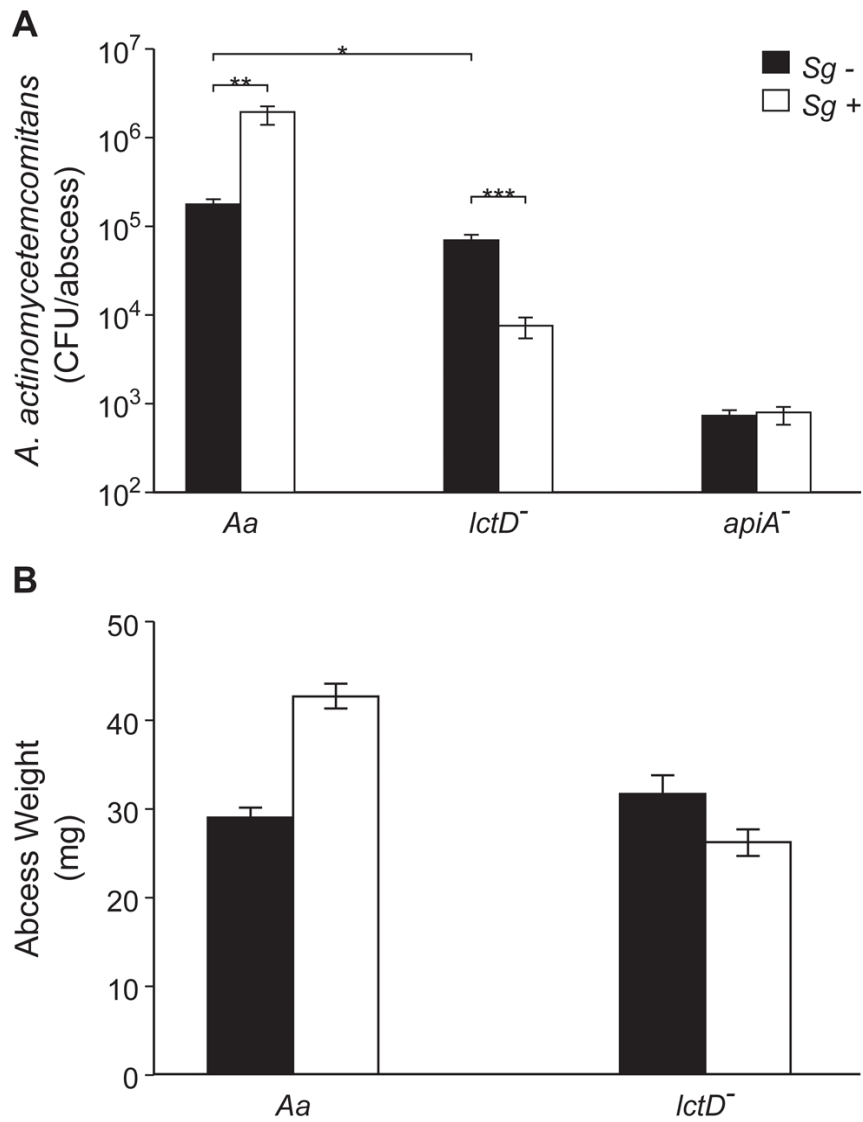 A
A. actinomycetemcomitans
(CFU/abscess)
10^7
10^6
10^5
10^4
10^3
10^2
*
**
***
Sg -
Sg +
Aa lctD⁻ apiA⁻
B
Abcess Weight
(mg)
50
40
30
20
10
0
Aa lctD⁻